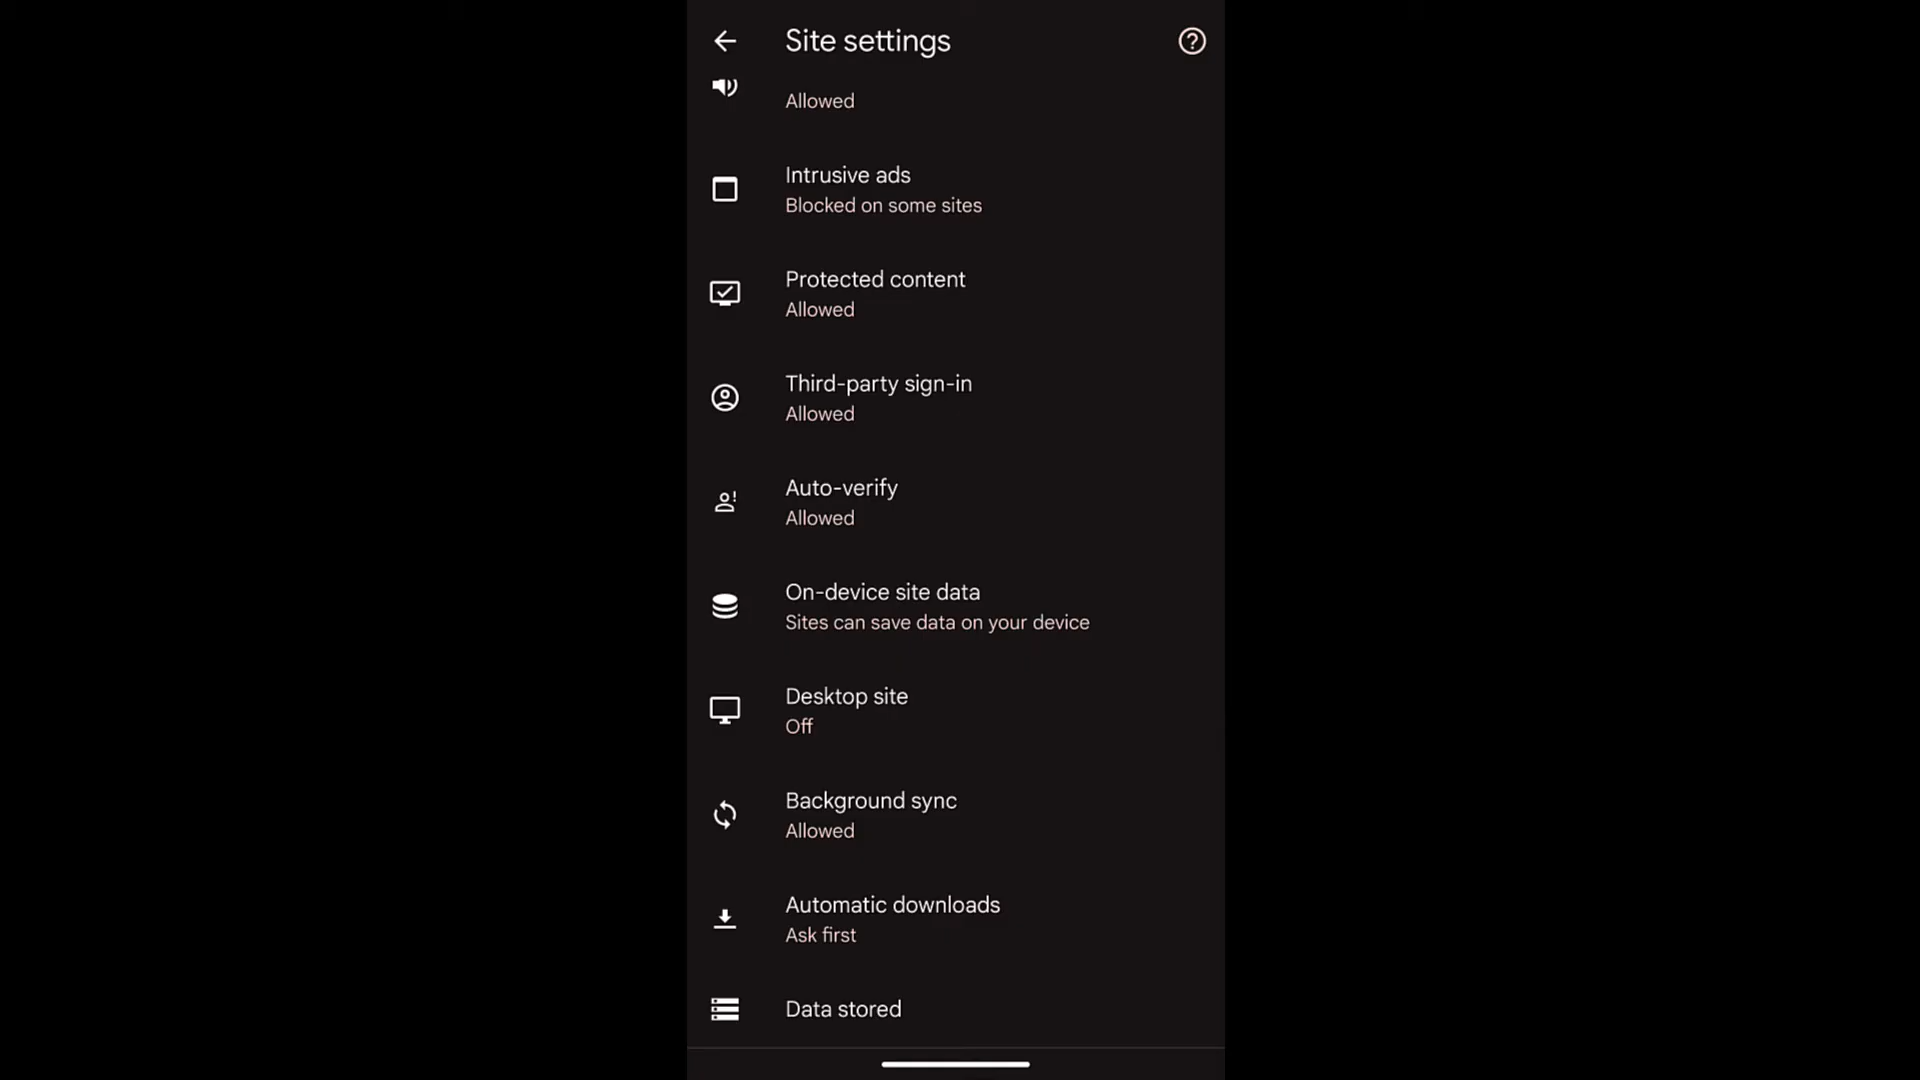 Site settings
Allowed
Intrusive ads
Blocked on some sites
Protected content
Allowed
Third-party sign-in
Allowed
Auto-verify
Allowed
On-device site data
Sites can save data on your device
Desktop site
Off
Background sync
Allowed
Automatic downloads
Ask first
Data stored